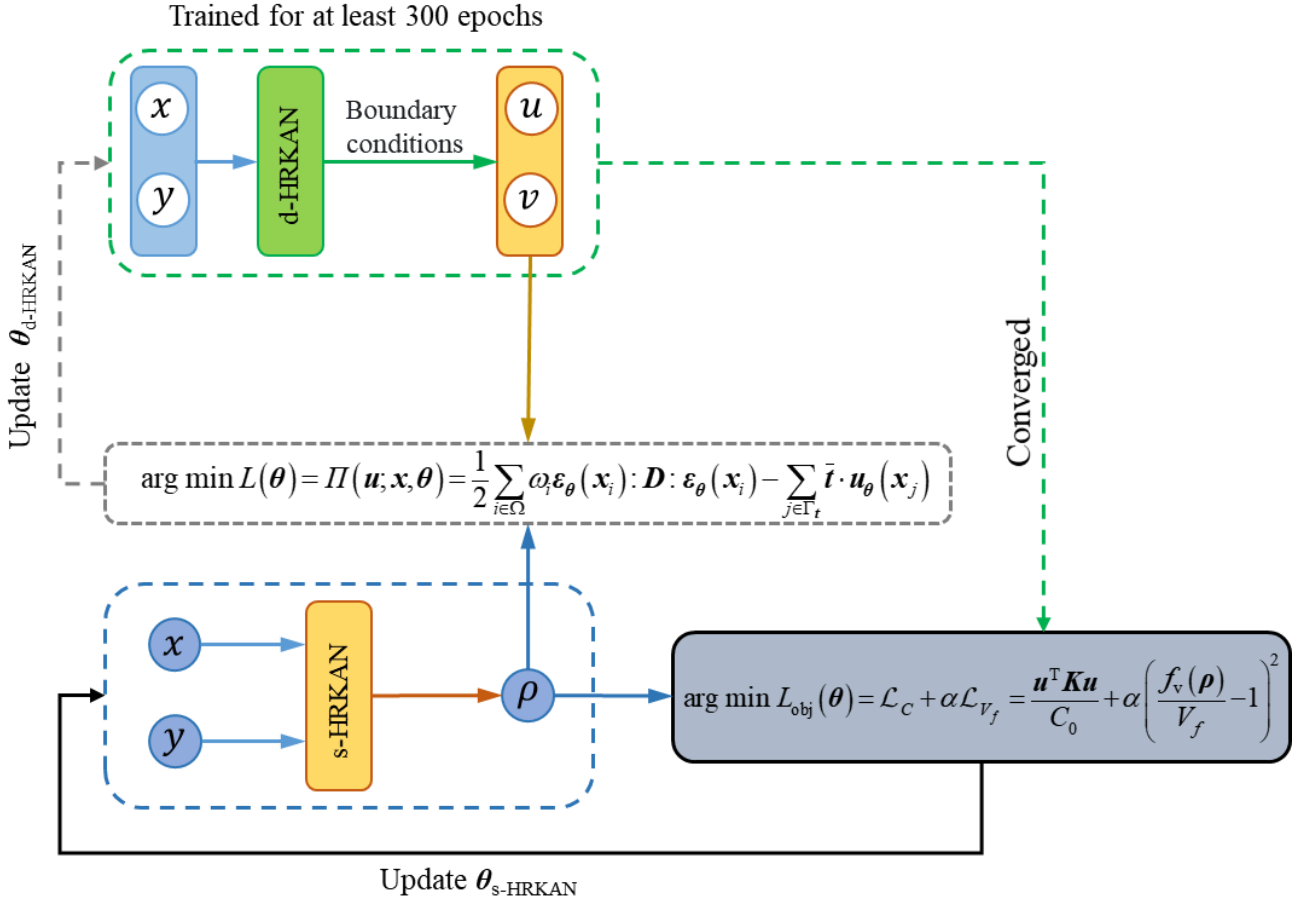 Trained for at least 300 epochs
x
y
d-HRKAN
Boundary
conditions
u
v
Update θ_d-HRKAN
Converged
arg min L(θ) = Π(u; x, θ) = 1/2 ∑_{i∈Ω} ω_i ε_θ(x_i) : D : ε_θ(x_i) − ∑_{j∈Γ_t} t̄ · u_θ(x_j)
x
y
s-HRKAN
ρ
arg min L_obj(θ) = ℒ_C + αℒ_{V_f} = u^T Ku / C_0 + α(f_v(ρ) / V_f − 1)^2
Update θ_s-HRKAN